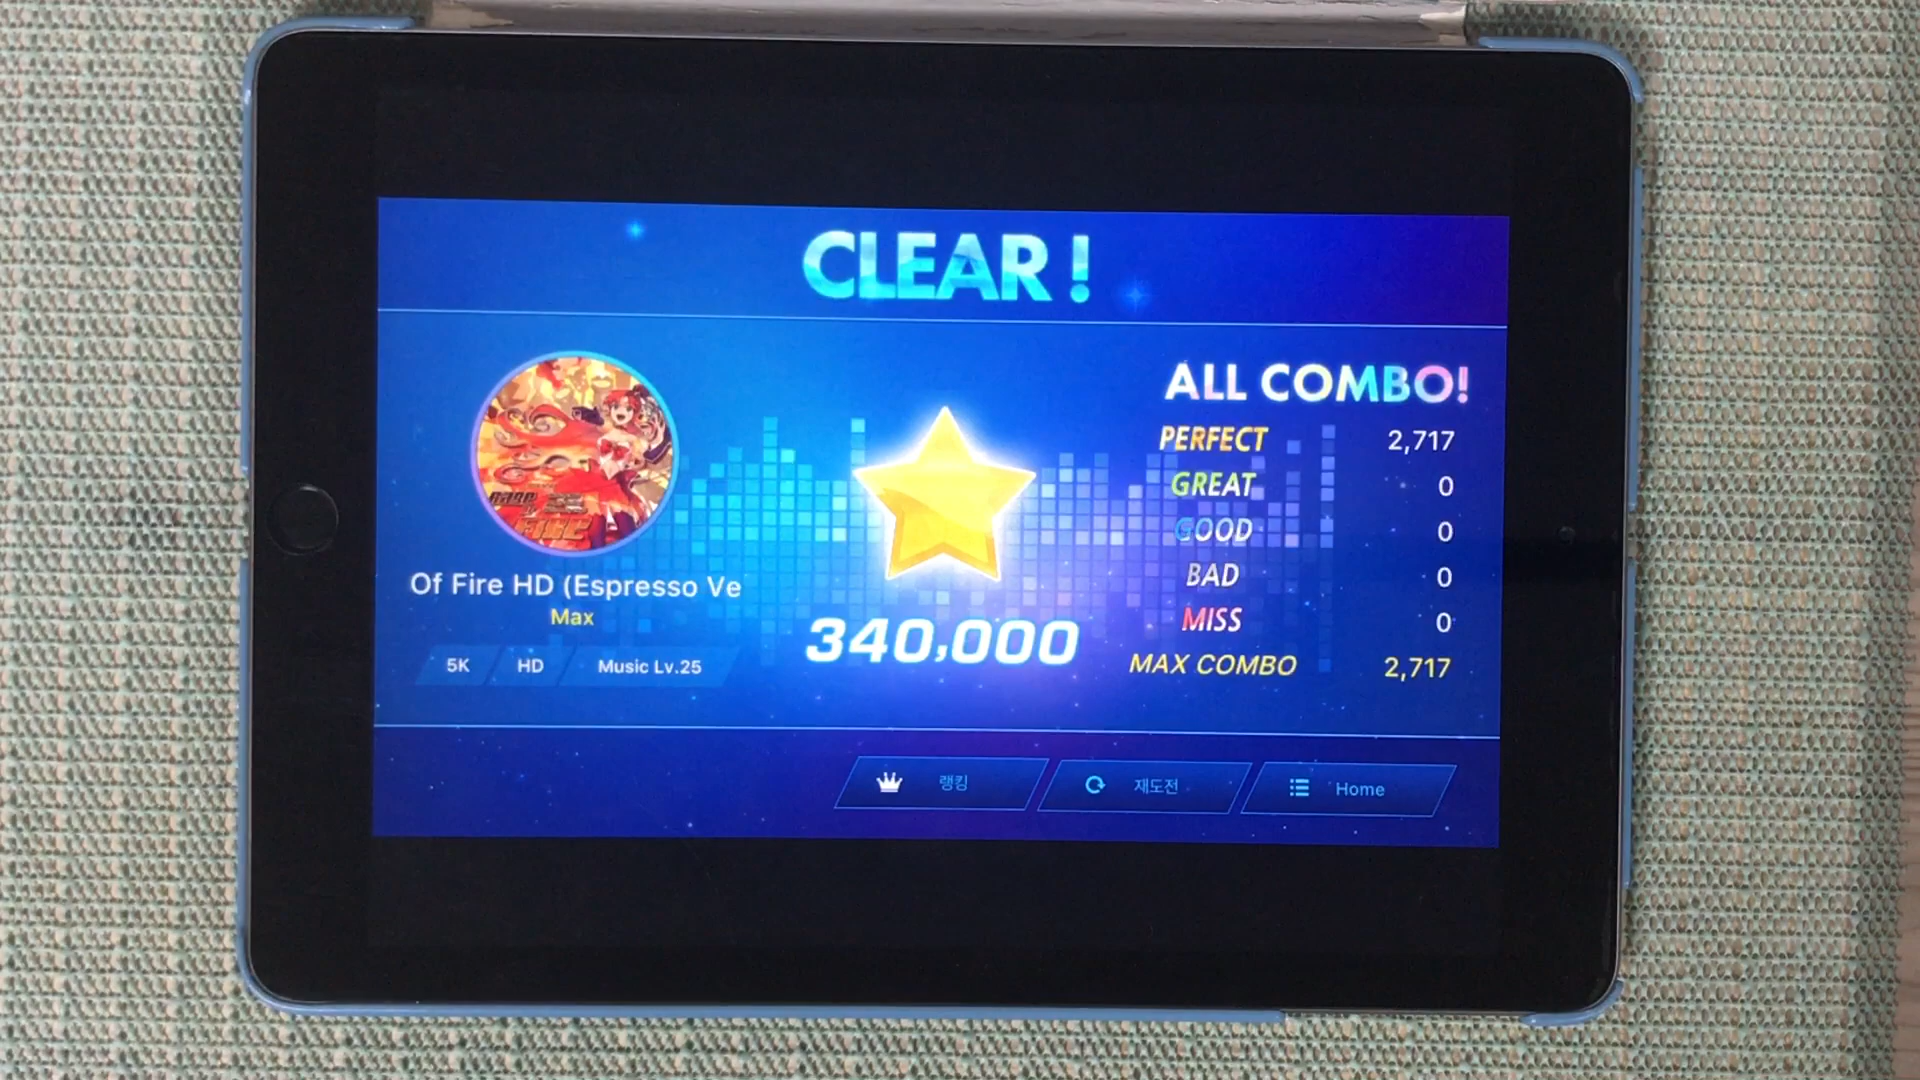 CLEAR !
Of Fire HD (Espresso Ve
Max
5K HD Music Lv.25
340,000
ALL COMBO!
PERFECT 2,717
GREAT 0
GOOD 0
BAD 0
MISS 0
MAX COMBO 2,717
랭킹 재도전 Home